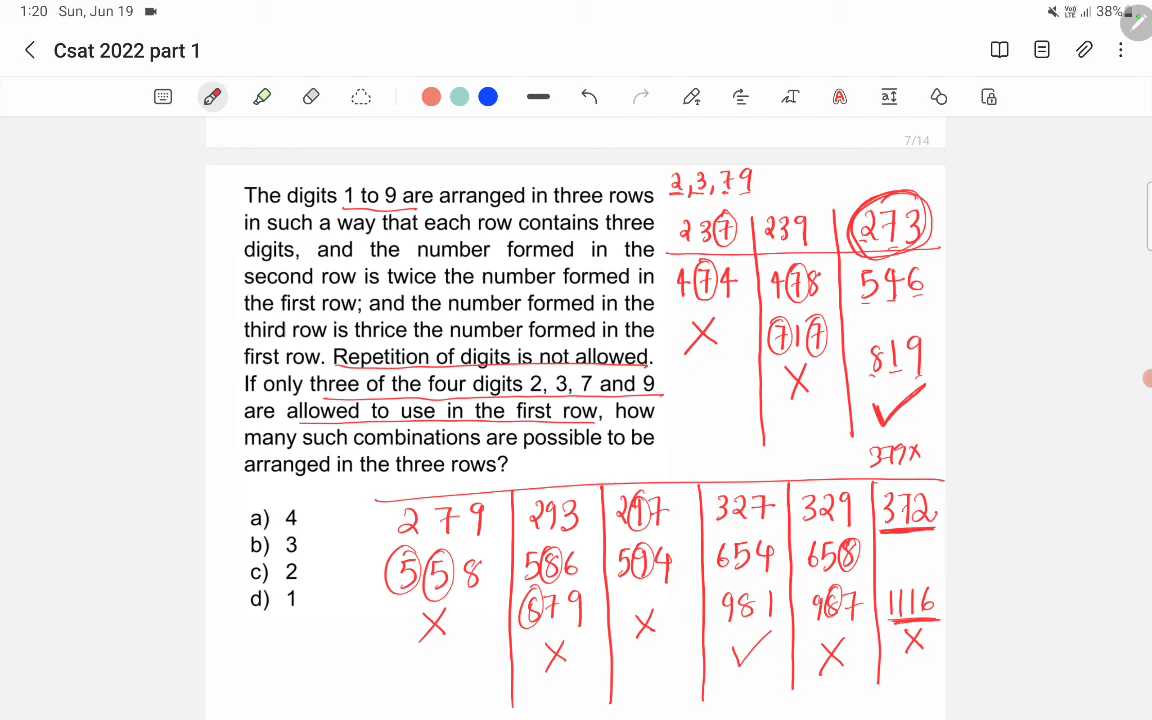 1:20 Sun, Jun 19 38%
Csat 2022 part 1
7/14
The digits 1 to 9 are arranged in three rows
in such a way that each row contains three
digits, and the number formed in the
second row is twice the number formed in
the first row; and the number formed in the
third row is thrice the number formed in the
first row. Repetition of digits is not allowed.
If only three of the four digits 2, 3, 7 and 9
are allowed to use in the first row, how
many such combinations are possible to be
arranged in the three rows?
a) 4
b) 3
c) 2
d) 1
2,3,79
237 239 273
474 478 546
X 717 819
X ✓
379x
279 293 297 327 329 372
558 586 594 654 658
879 981 987 1116
X X X ✓ X X